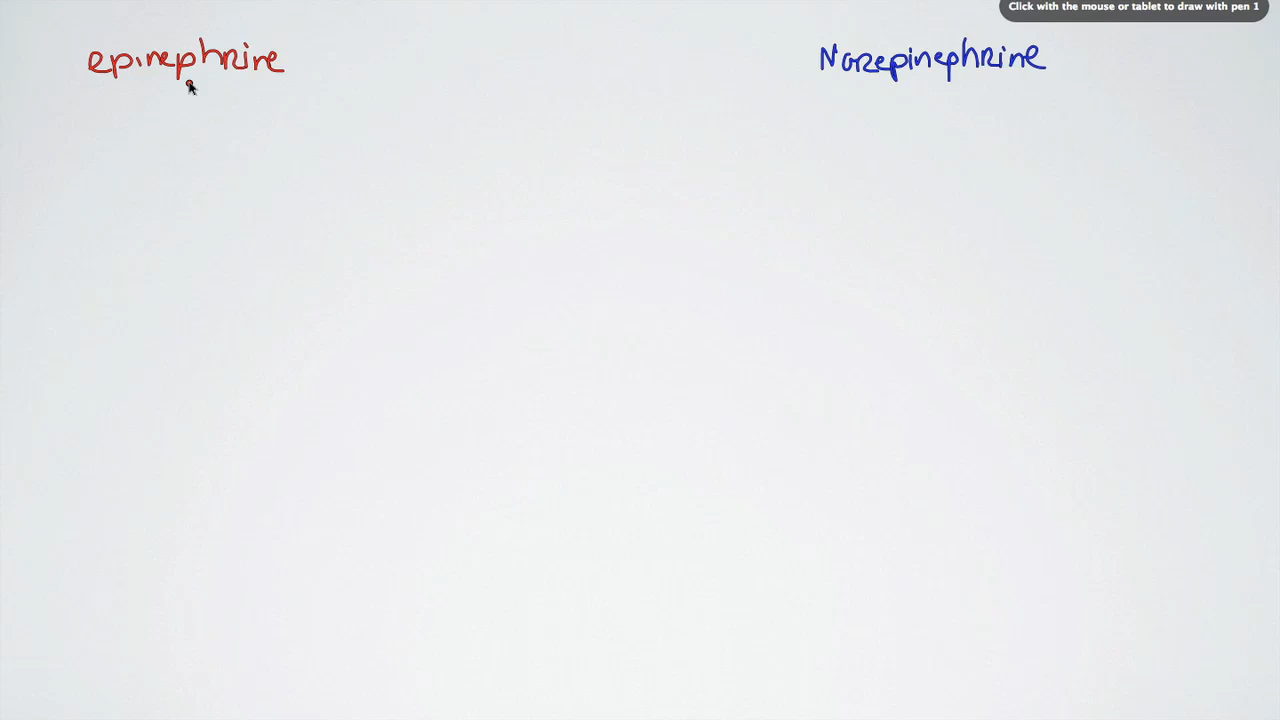 Click with the mouse or tablet to draw with pen 1
epinephrine
Norepinephrine